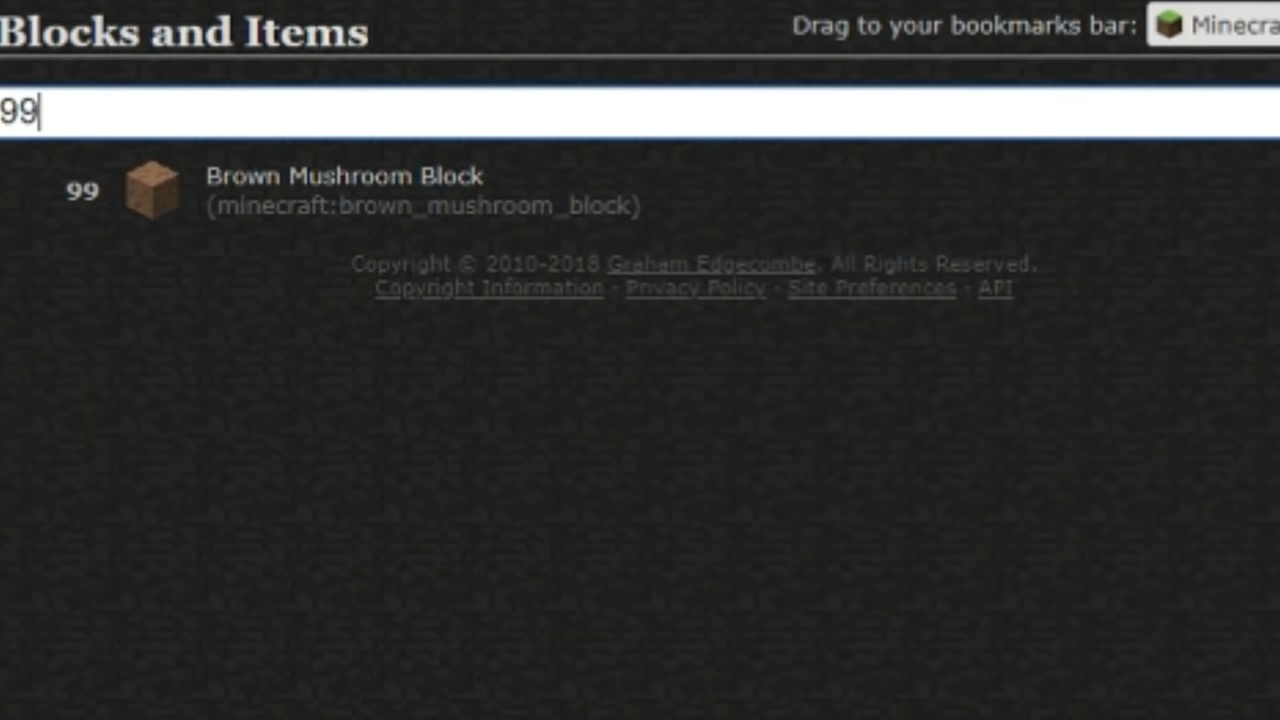 Blocks and Items
Drag to your bookmarks bar: Minecra
99
99 Brown Mushroom Block
(minecraft:brown_mushroom_block)
Copyright © 2010-2018 Graham Edgecombe. All Rights Reserved.
Copyright Information - Privacy Policy - Site Preferences - API